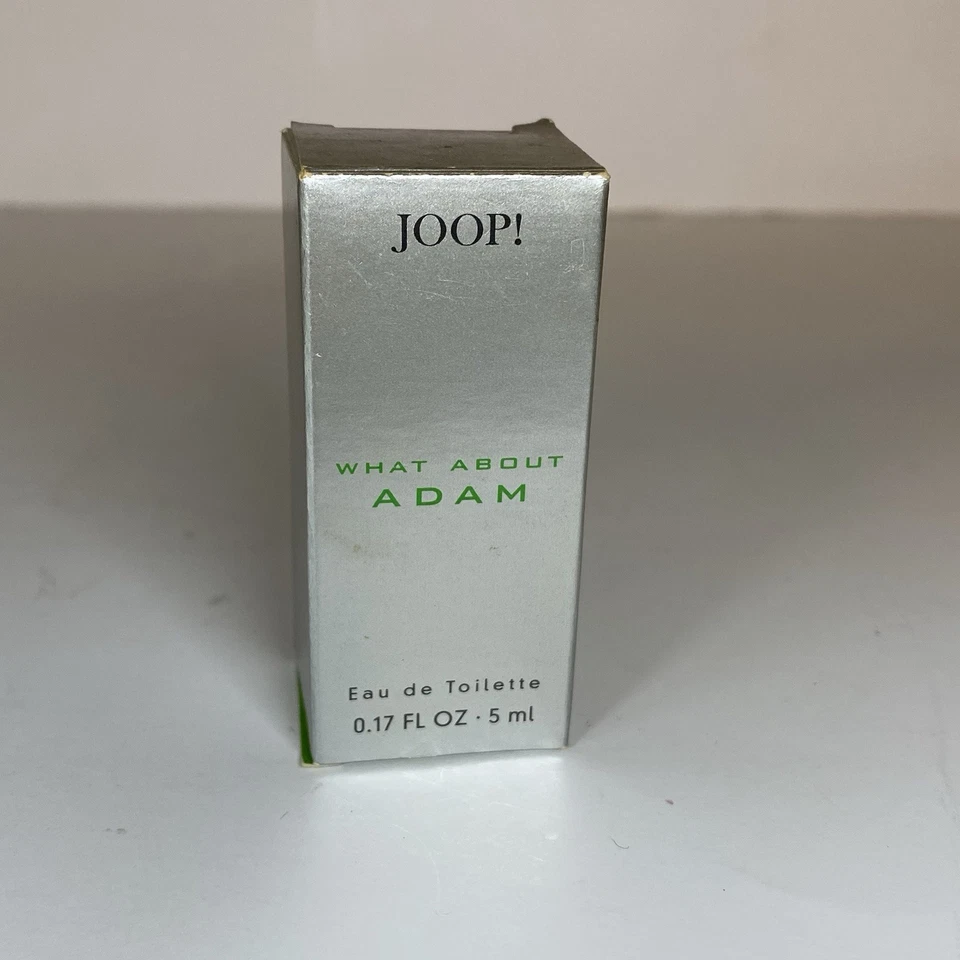 JOOP!
WHAT ABOUT
ADAM
Eau de Toilette
0.17 FL OZ · 5 ml